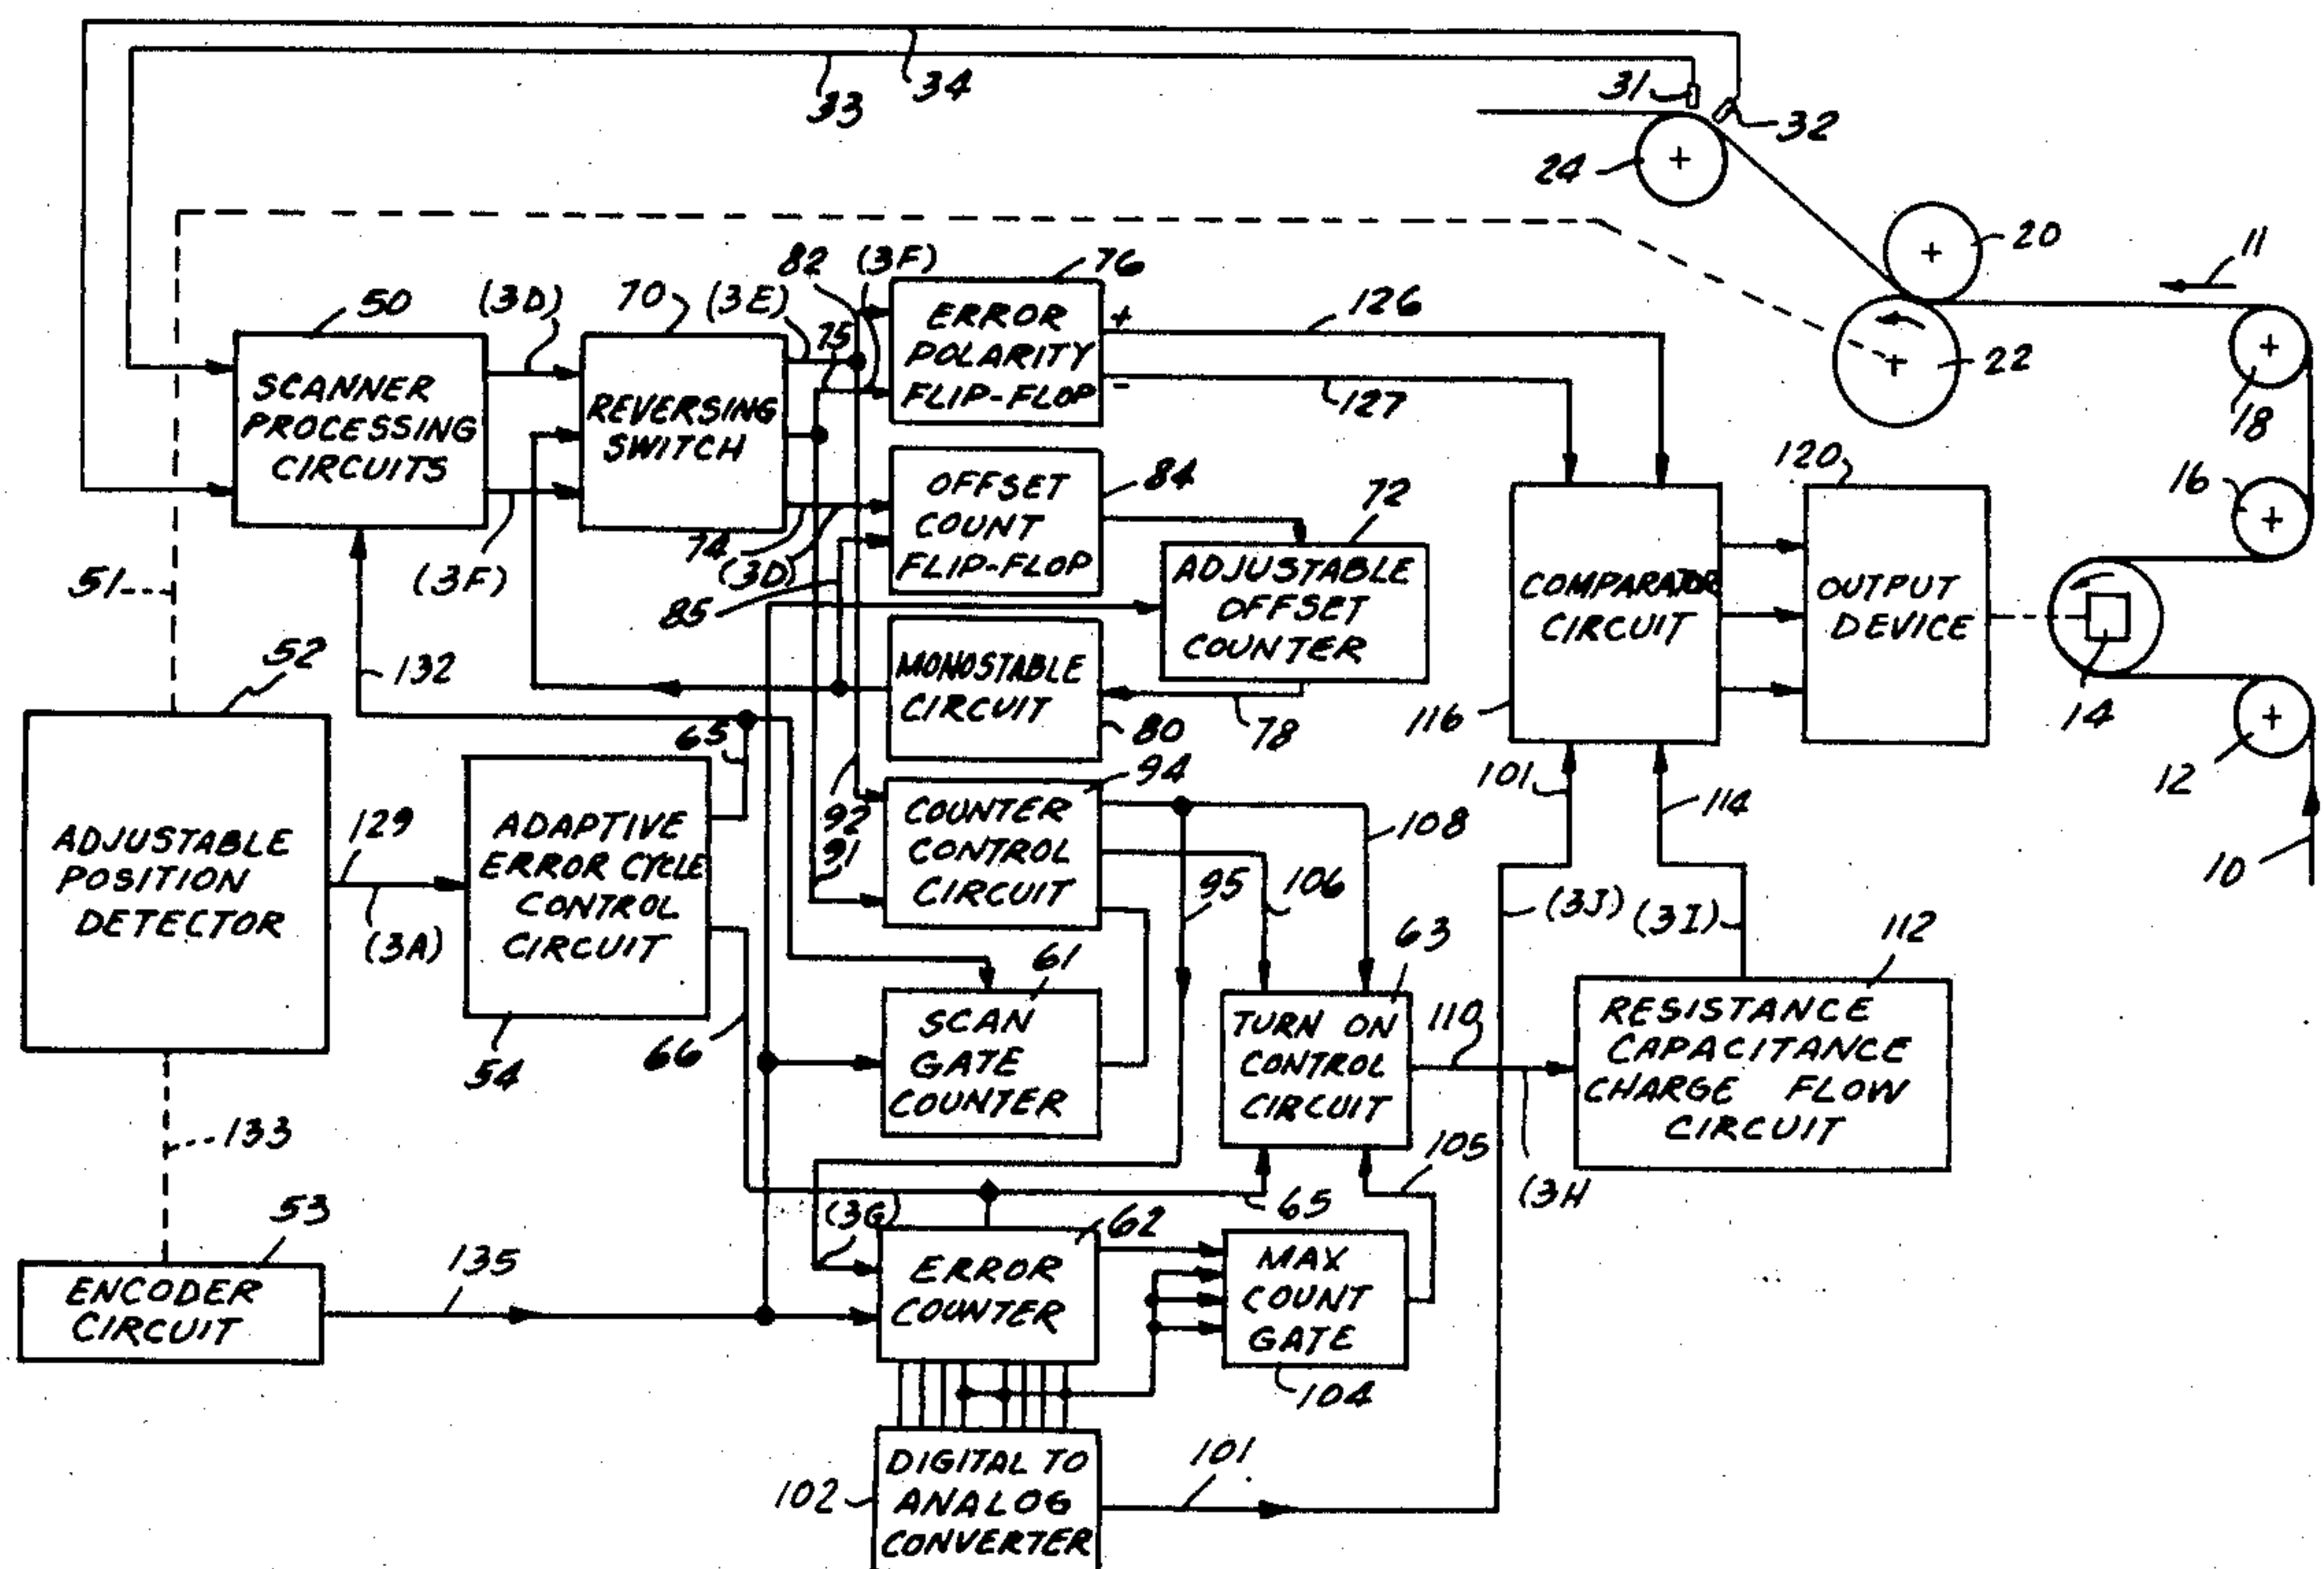 34
33
31
32
24
20
11
22
18
82
(3F)
76
50
(3D)
70
(3E)
75
+
126
ERROR
POLARITY
FLIP-FLOP
-
127
SCANNER
PROCESSING
CIRCUITS
REVERSING
SWITCH
120
16
OFFSET
COUNT
FLIP-FLOP
84
72
74
(3D)
(3F)
51
85
ADJUSTABLE
OFFSET
COUNTER
COMPARATOR
CIRCUIT
OUTPUT
DEVICE
52
132
MONOSTABLE
CIRCUIT
65
80
78
116
14
12
94
101
114
10
ADJUSTABLE
POSITION
DETECTOR
129
(3A)
ADAPTIVE
ERROR CYCLE
CONTROL
CIRCUIT
92
91
COUNTER
CONTROL
CIRCUIT
108
106
95
(3J)
(3I)
112
61
63
66
54
SCAN
GATE
COUNTER
TURN ON
CONTROL
CIRCUIT
110
RESISTANCE
CAPACITANCE
CHARGE FLOW
CIRCUIT
133
105
(3H
65
(3G)
62
53
ENCODER
CIRCUIT
135
ERROR
COUNTER
MAX
COUNT
GATE
104
102
DIGITAL TO
ANALOG
CONVERTER
101